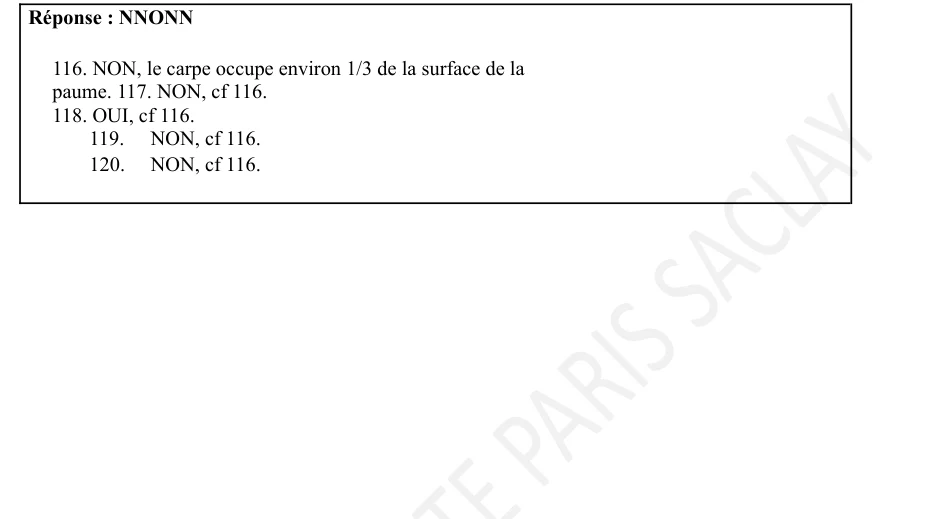 Réponse : NNONN
116. NON, le carpe occupe environ 1/3 de la surface de la
paume. 117. NON, cf 116.
118. OUI, cf 116.
119. NON, cf 116.
120. NON, cf 116.
TE PARIS SACLAY